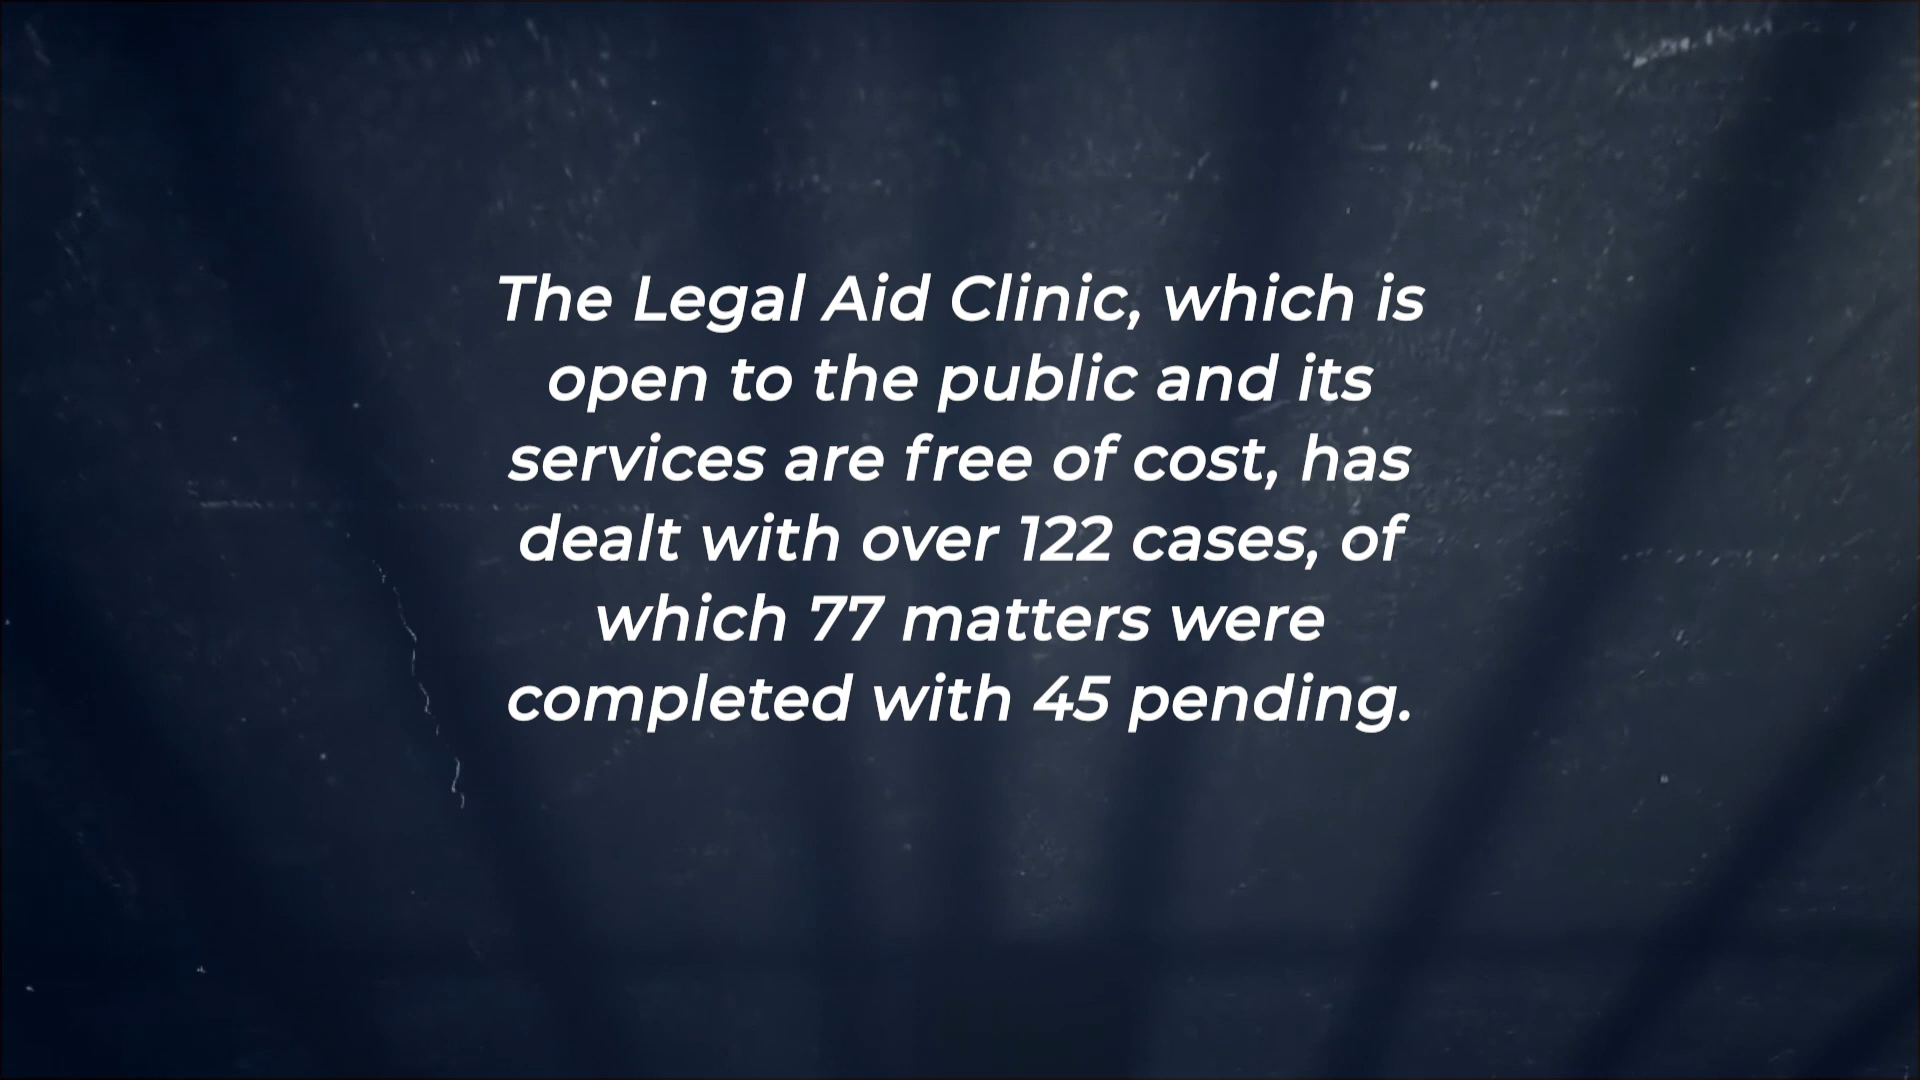 The Legal Aid Clinic, which is
open to the public and its
services are free of cost, has
dealt with over 122 cases, of
which 77 matters were
completed with 45 pending.